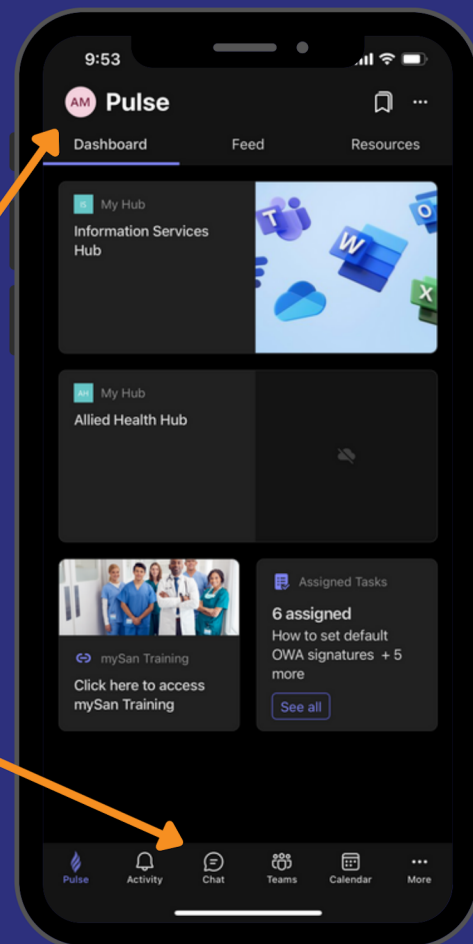 9:53
AM Pulse
Dashboard Feed Resources
IS My Hub
Information Services
Hub
W
X
AH My Hub
Allied Health Hub
mySan Training
Click here to access
mySan Training
Assigned Tasks
6 assigned
How to set default
OWA signatures + 5
more
See all
Pulse Activity Chat Teams Calendar More